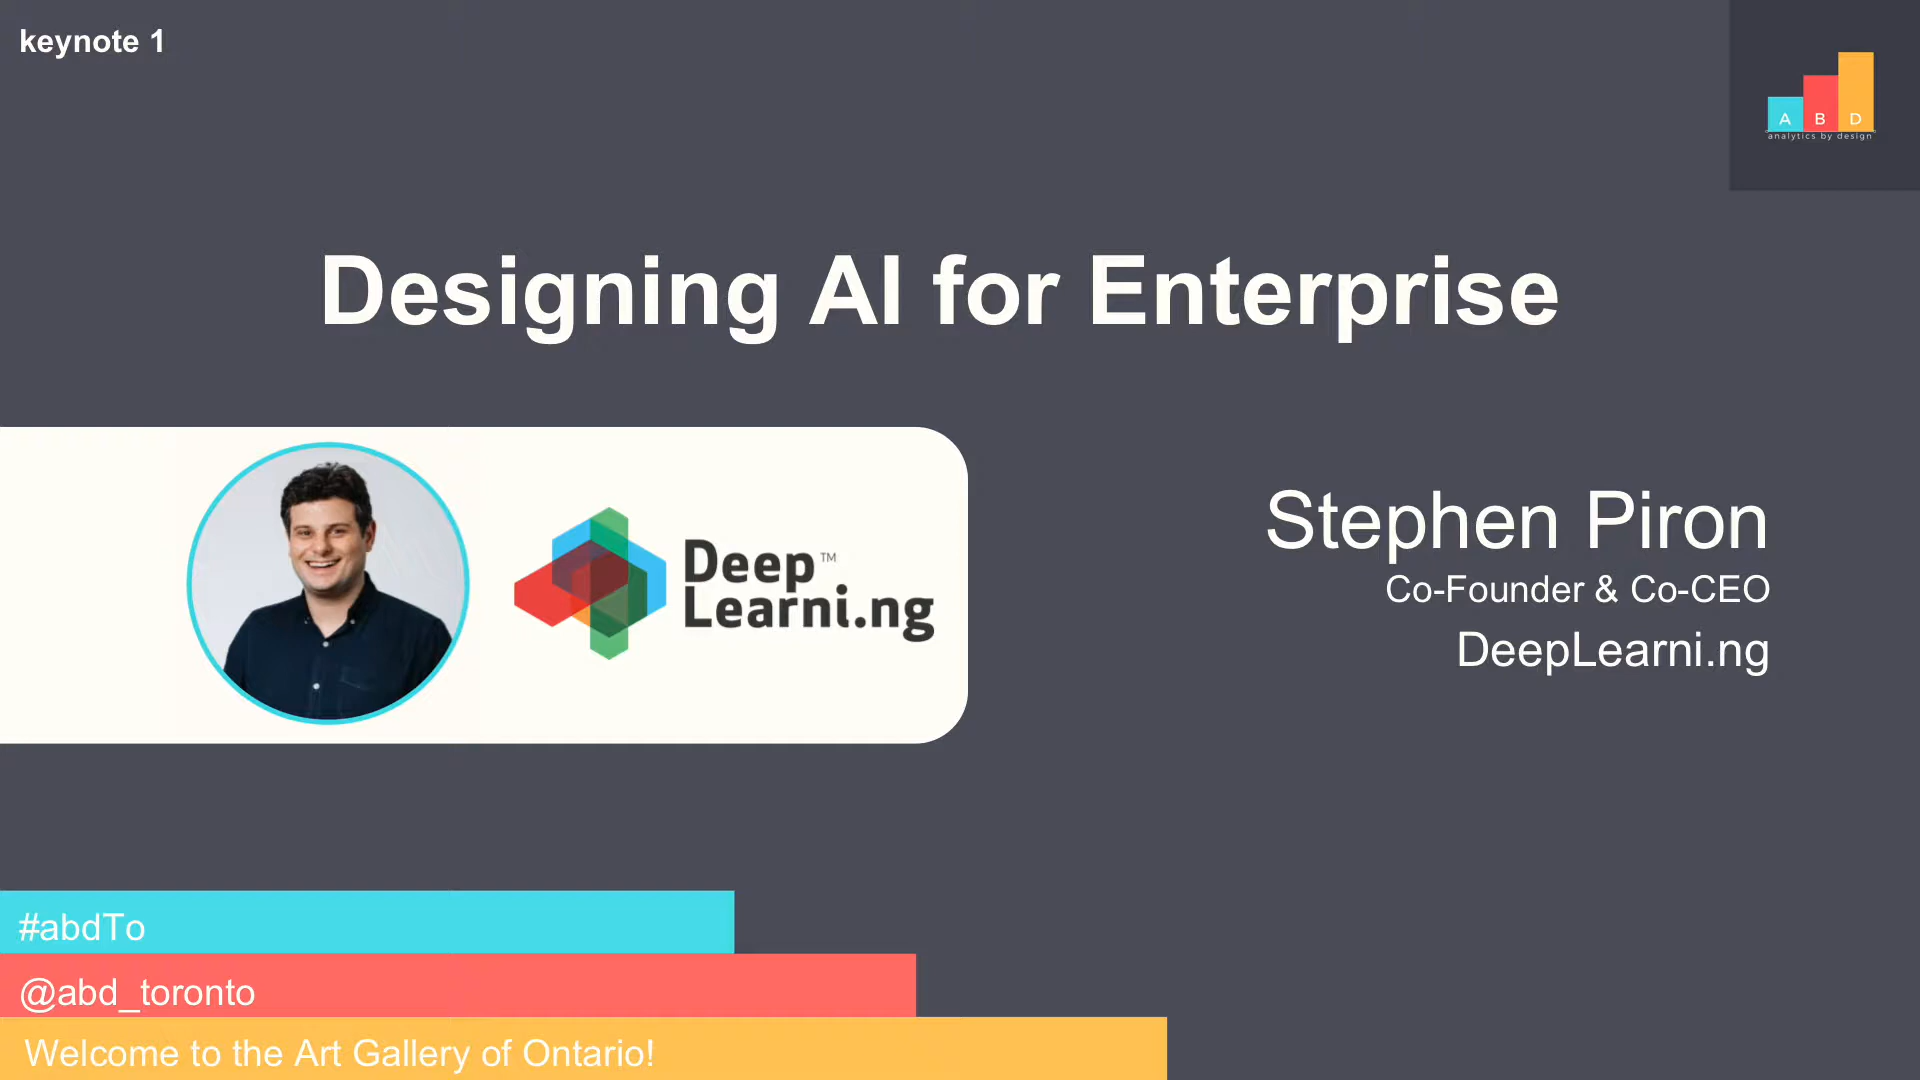 keynote 1
A B D
analytics by design
Designing AI for Enterprise
Deep™
Learni.ng
Stephen Piron
Co-Founder & Co-CEO
DeepLearni.ng
#abdTo
@abd_toronto
Welcome to the Art Gallery of Ontario!